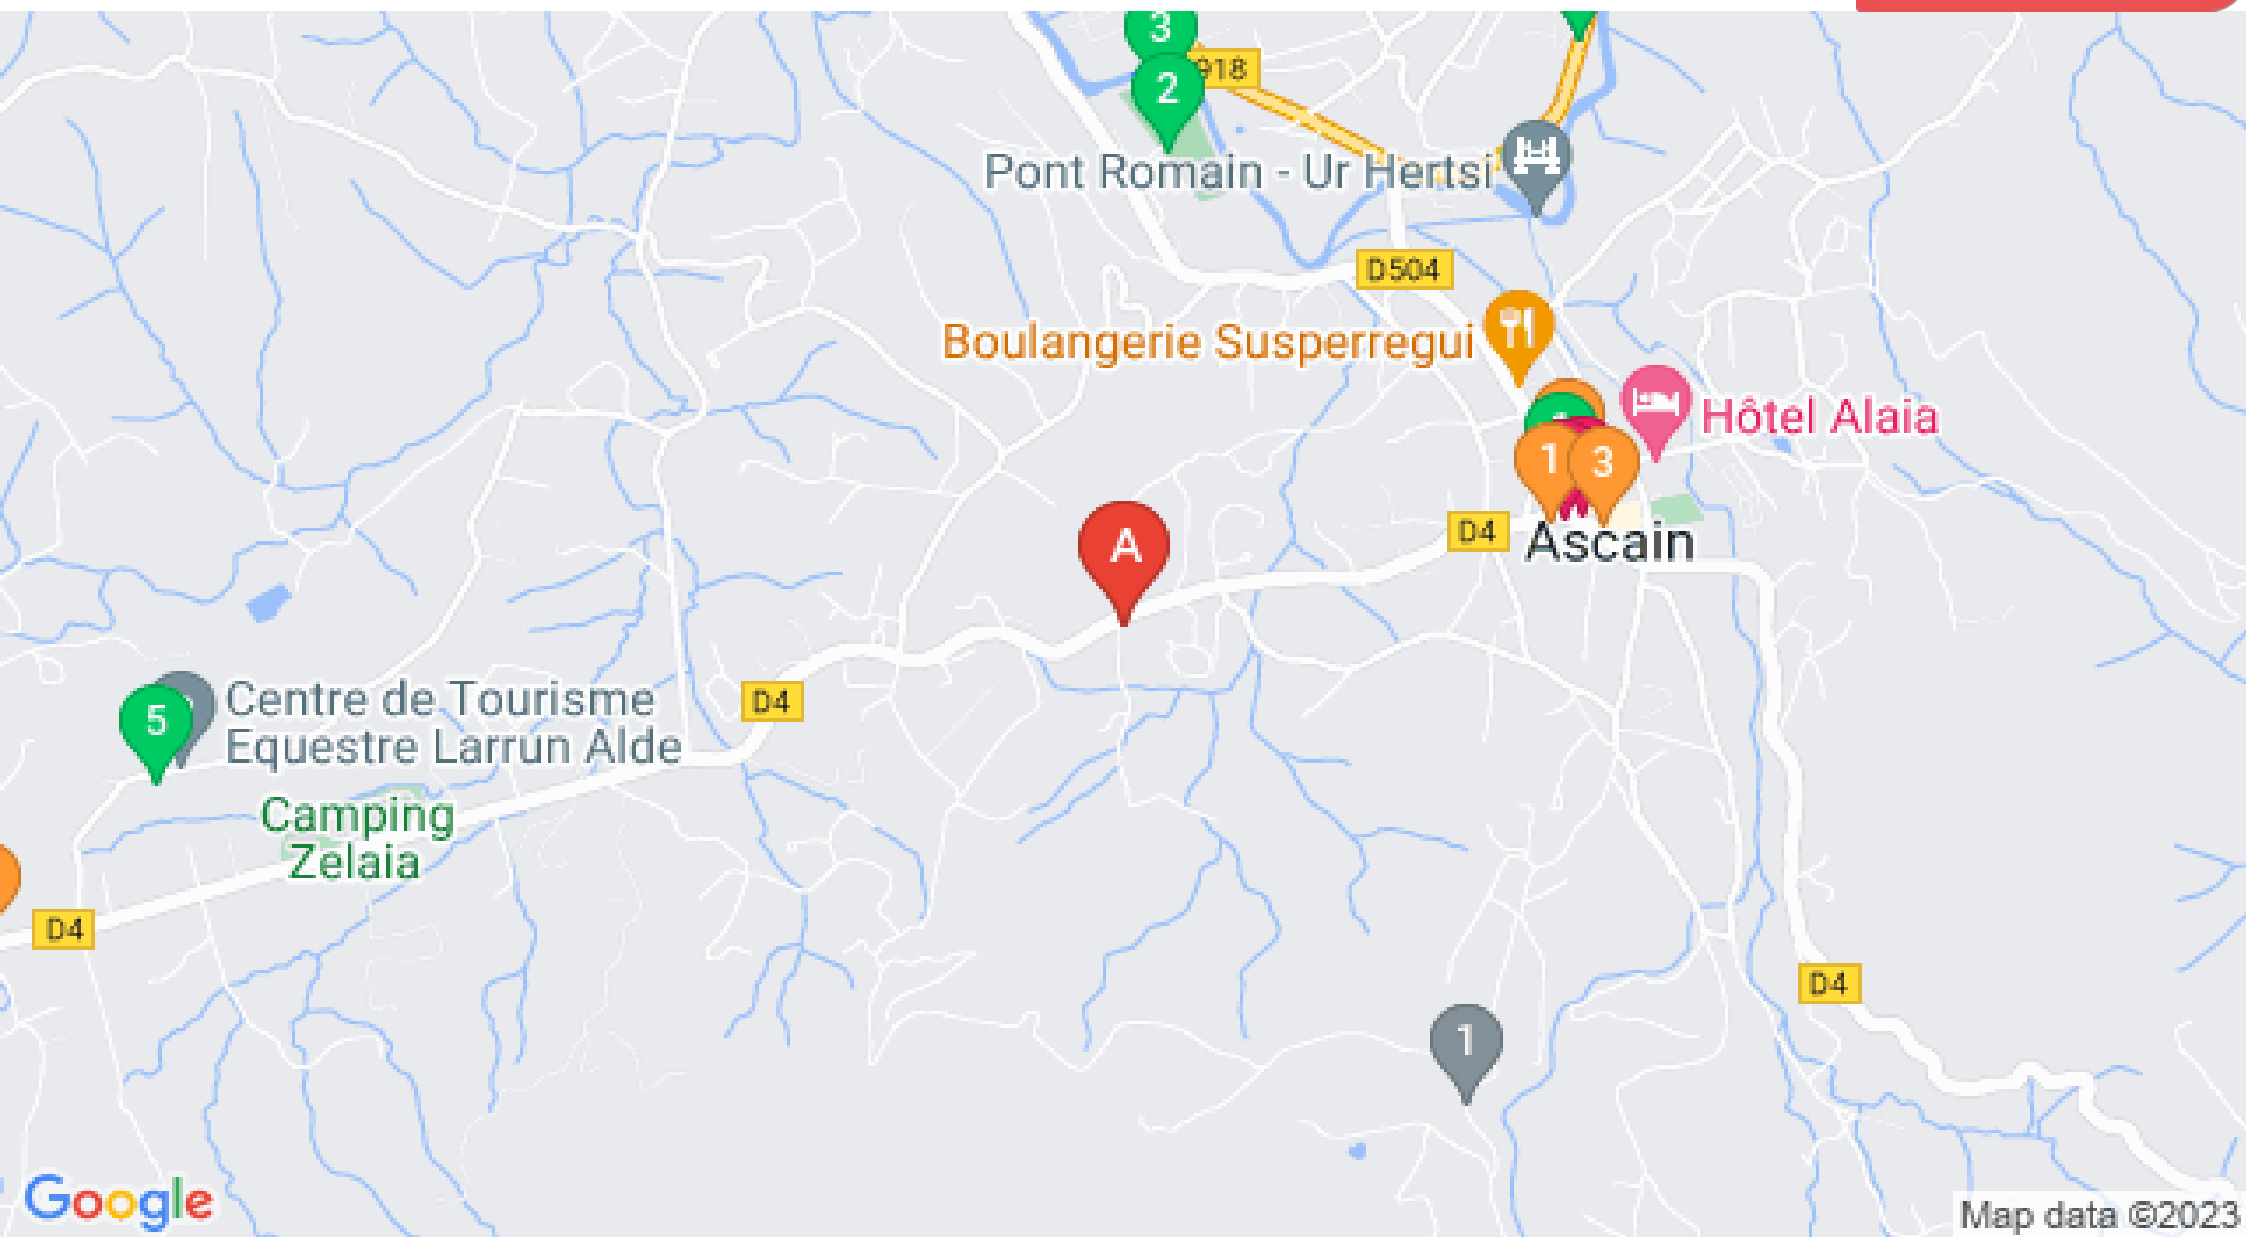 3
918
2
Pont Romain - Ur Hertsi
D504
Boulangerie Susperregui
Hôtel Alaia
1
3
A
D4
Ascain
5
Centre de Tourisme
Equestre Larrun Alde
D4
Camping
Zelaia
D4
D4
1
Google
Map data ©2023